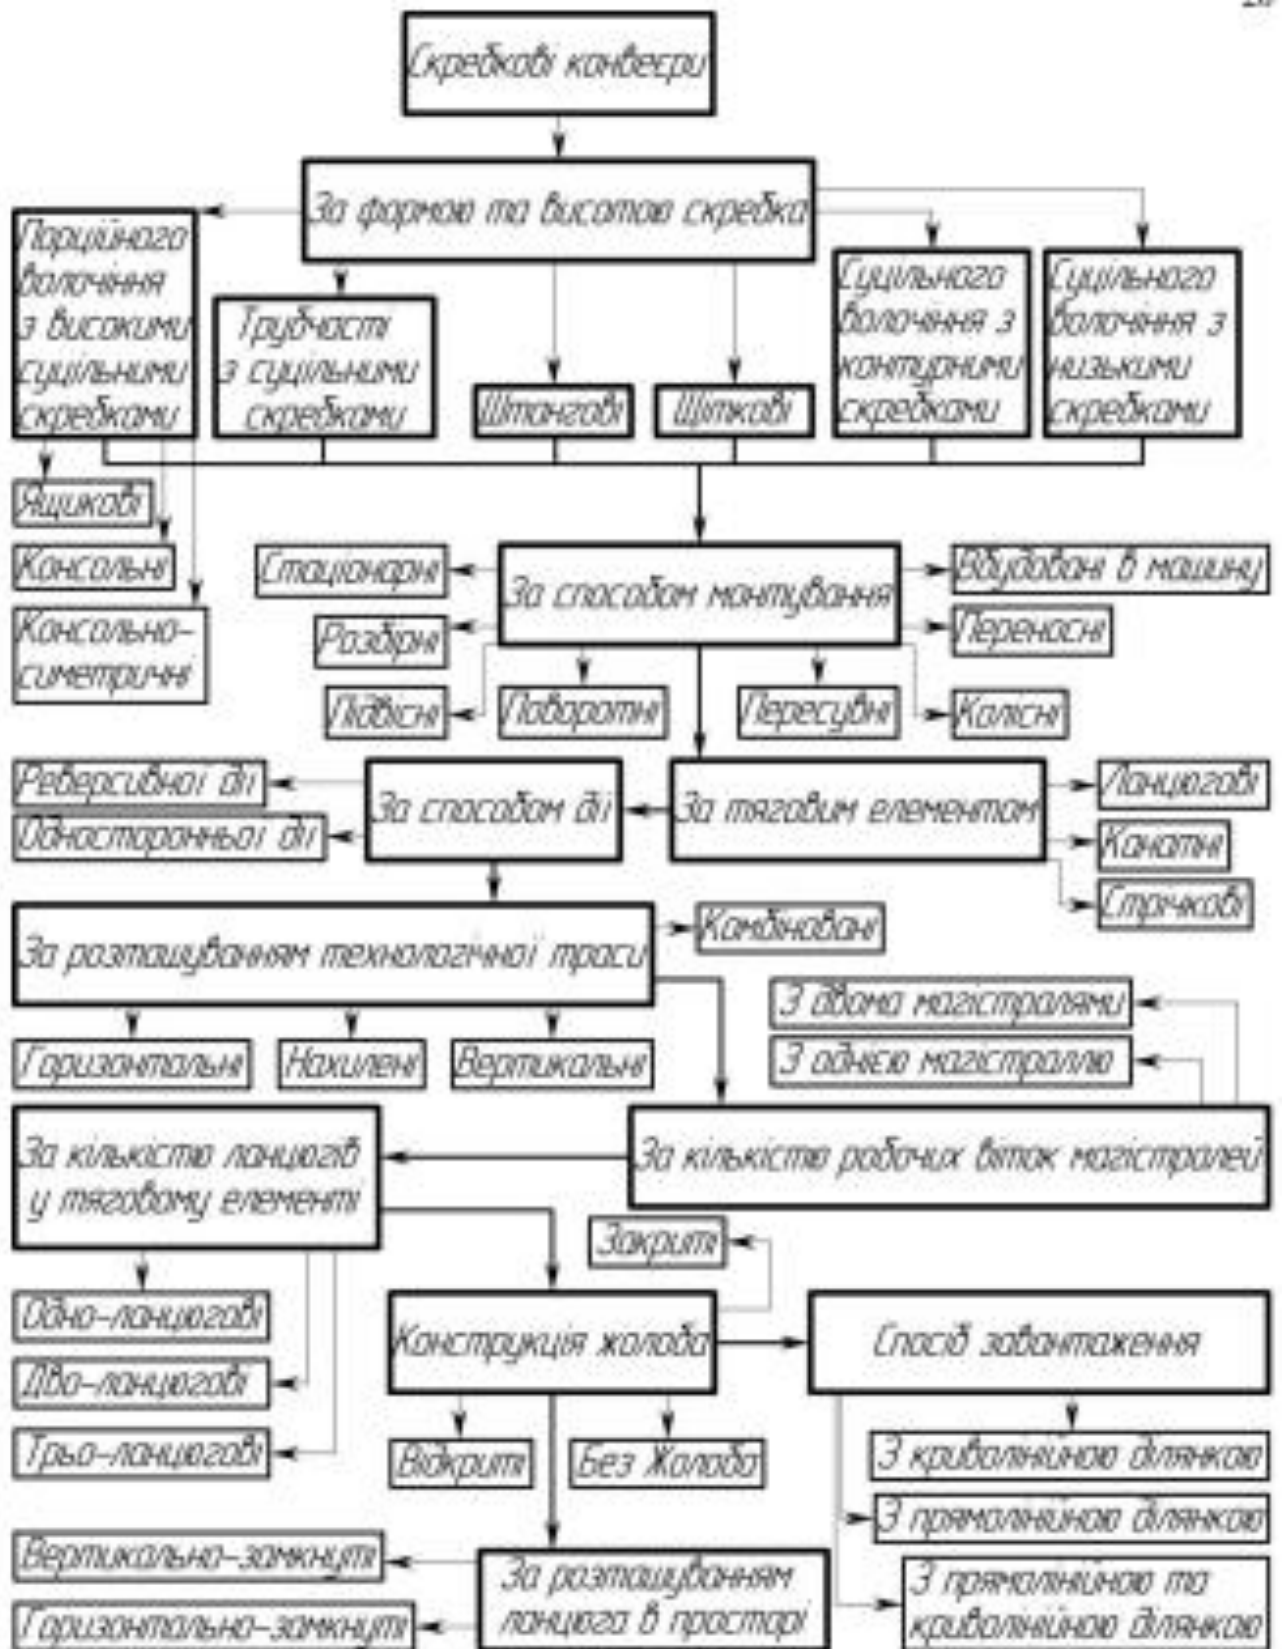 Скребкові конвеєри
За формою та висотою скребка
Порційного
волочіння
з високими
суцільними
скребками
Трубчасті
з суцільними
скребками
Штангові
Щіткові
Суцільного
волочіння з
контурними
скребками
Суцільного
волочіння з
низькими
скребками
Ящикові
Консольні
Консольно-
симетричні
Стаціонарні
За способом монтування
Вбудовані в машину
Розбірні
Переносні
Підвісні
Поворотні
Пересувні
Колісні
Реверсивної дії
Односторонньої дії
За способом дії
За тяговим елементом
Ланцюгові
Канатні
Стрічкові
За розташуванням технологічної траси
Комбіновані
Горизонтальні
Нахилені
Вертикальні
З двома магістралями
З однією магістраллю
За кількістю ланцюгів
у тяговому елементі
За кількістю робочих віток магістралей
Закриті
Одно-ланцюгові
Дво-ланцюгові
Трьо-ланцюгові
Конструкція жолоба
Спосіб завантаження
Відкриті
Без Жолоба
З криволінійною ділянкою
З прямолінійною ділянкою
З прямолінійною та
криволінійною ділянкою
Вертикально-замкнуті
Горизонтально-замкнуті
За розташуванням
ланцюга в просторі